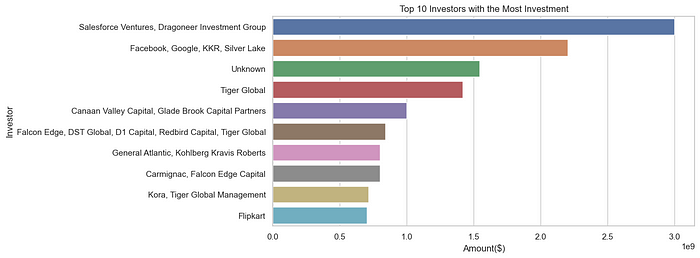 Top 10 Investors with the Most Investment
Investor
Salesforce Ventures, Dragoneer Investment Group
Facebook, Google, KKR, Silver Lake
Unknown
Tiger Global
Canaan Valley Capital, Glade Brook Capital Partners
Falcon Edge, DST Global, D1 Capital, Redbird Capital, Tiger Global
General Atlantic, Kohlberg Kravis Roberts
Carmignac, Falcon Edge Capital
Kora, Tiger Global Management
Flipkart
0.0 0.5 1.0 1.5 2.0 2.5 3.0
1e9
Amount($)